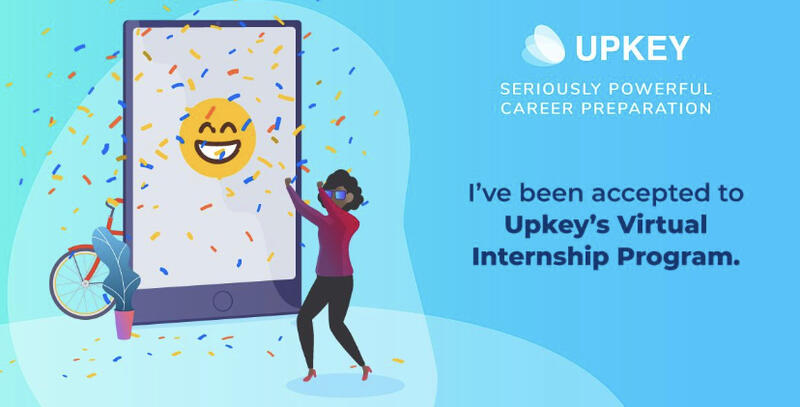 UPKEY
SERIOUSLY POWERFUL
CAREER PREPARATION
I’ve been accepted to
Upkey’s Virtual
Internship Program.